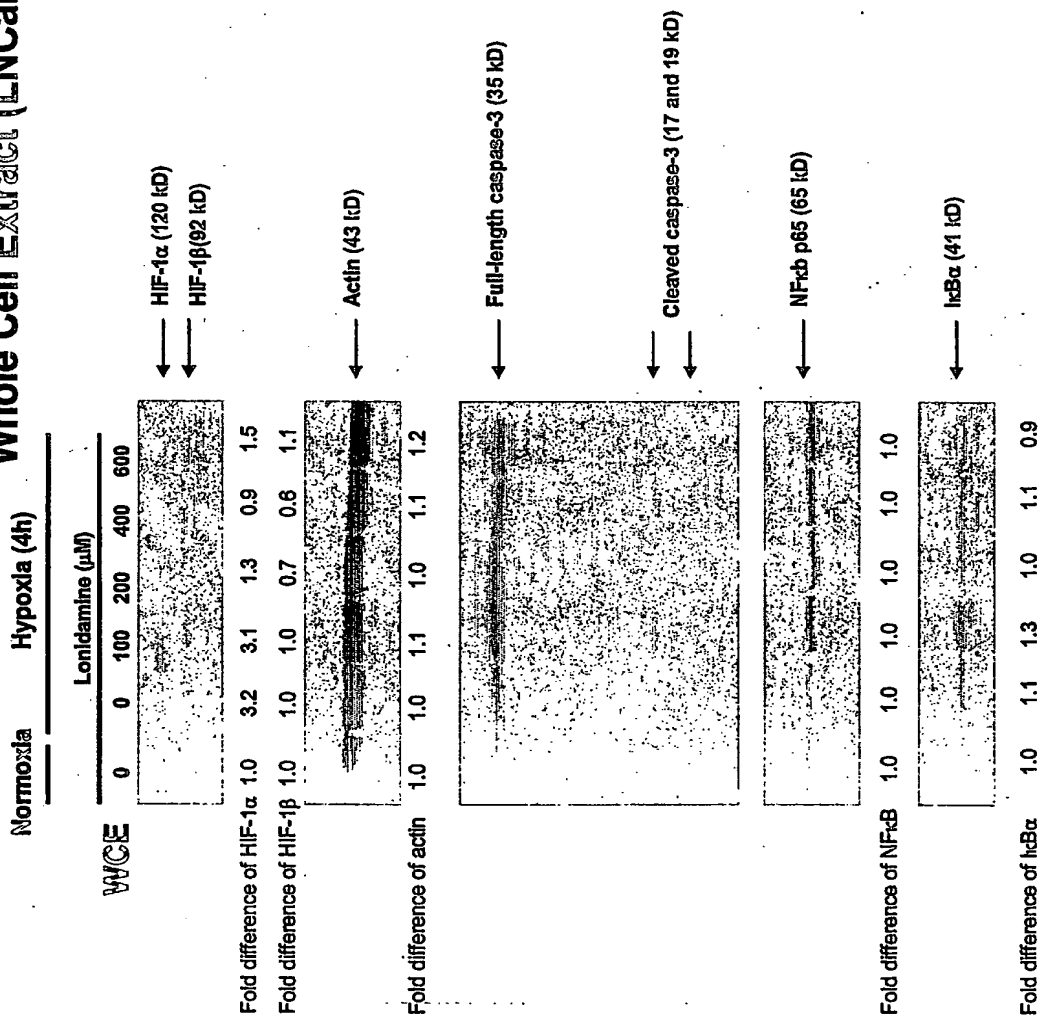 Whole Cell Extract (LNCa
Normoxia Hypoxia (4h)
Lonidamine (µM)
WCE 0 0 100 200 400 600
HIF-1α (120 kD)
HIF-1β(92 kD)
Fold difference of HIF-1α 1.0 3.2 3.1 1.3 0.9 1.5
Fold difference of HIF-1β 1.0 1.0 1.0 0.7 0.6 1.1
Actin (43 kD)
Fold difference of actin 1.0 1.0 1.1 1.0 1.1 1.2
Full-length caspase-3 (35 kD)
Cleaved caspase-3 (17 and 19 kD)
NFκb p65 (65 kD)
Fold difference of NFκB 1.0 1.0 1.0 1.0 1.0 1.0
IκBα (41 kD)
Fold difference of IκBα 1.0 1.1 1.3 1.0 1.1 0.9